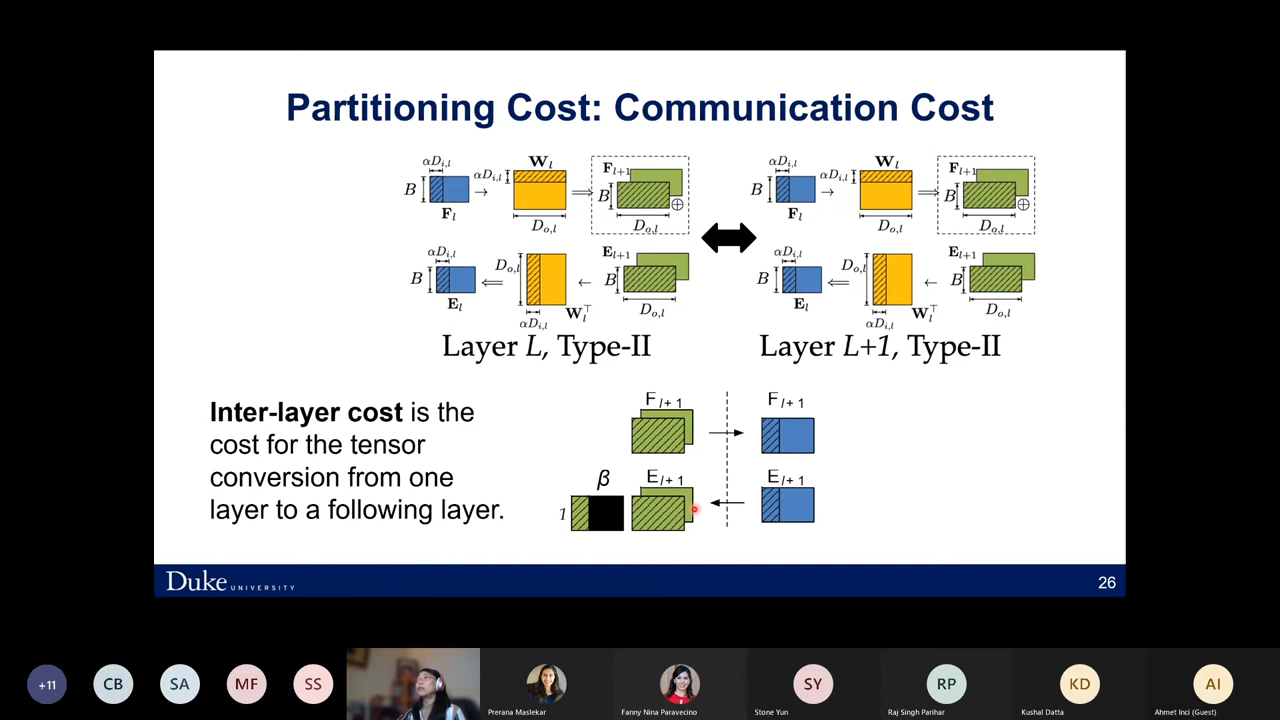 Partitioning Cost: Communication Cost
αD_{i,l} αD_{i,l} W_l F_{l+1}
B F_l → D_{o,l} ⟹ B D_{o,l} ⊕
αD_{i,l} αD_{i,l} W_l F_{l+1}
B F_l → D_{o,l} ⟹ B D_{o,l} ⊕
αD_{i,l} D_{o,l} E_{l+1}
B E_l ⟸ αD_{i,l} W_l^⊤ ← B D_{o,l}
αD_{i,l} D_{o,l} E_{l+1}
B E_l ⟸ αD_{i,l} W_l^⊤ ← B D_{o,l}
Layer L, Type-II
Layer L+1, Type-II
Inter-layer cost is the
cost for the tensor
conversion from one
layer to a following layer.
F_{l+1} F_{l+1}
β E_{l+1} E_{l+1}
1
Duke UNIVERSITY
26
+11
CB
SA
MF
SS
Prerana Maslekar
Fanny Nina Paravecino
SY
Stone Yun
RP
Raj Singh Parihar
KD
Kushal Datta
AI
Ahmet Inci (Guest)